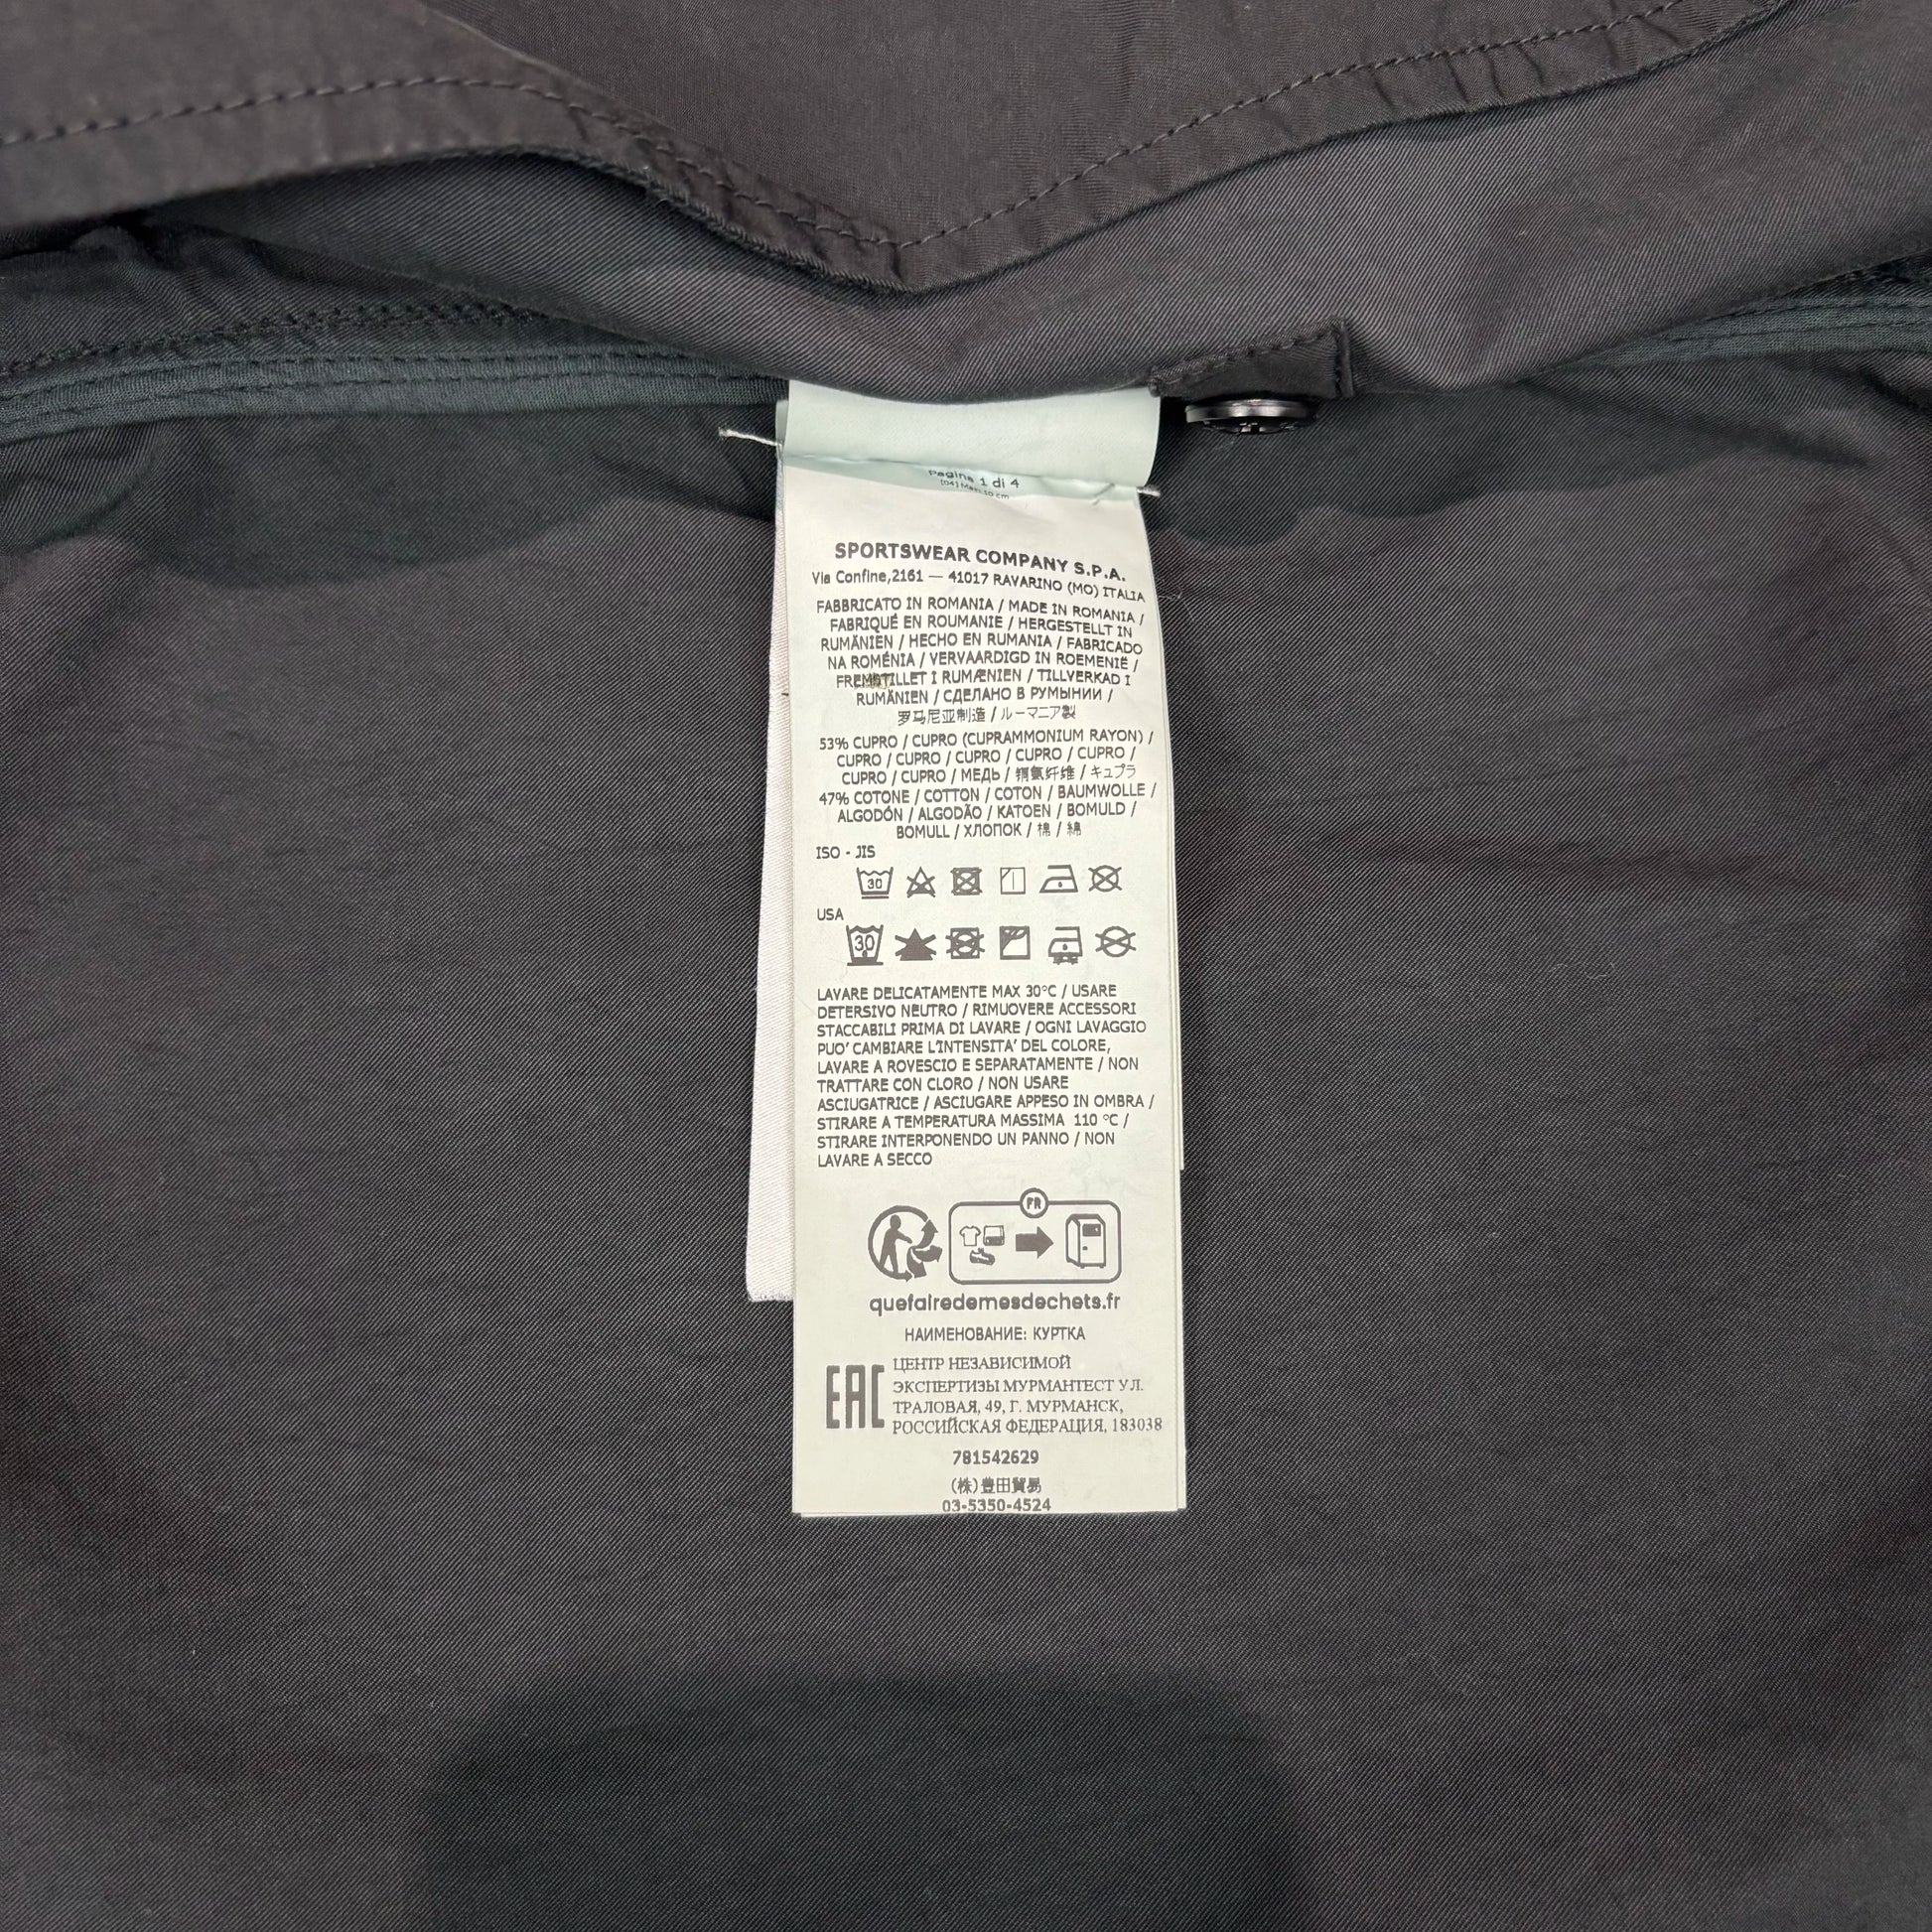 Pagina 1 di 4
SPORTSWEAR COMPANY S.P.A.
Via Confine,2161 — 41017 RAVARINO (MO) ITALIA
FABBRICATO IN ROMANIA / MADE IN ROMANIA /
FABRIQUÉ EN ROUMANIE / HERGESTELLT IN
RUMÄNIEN / HECHO EN RUMANIA / FABRICADO
NA ROMÉNIA / VERVAARDIGD IN ROEMENIË /
FREMSTILLET I RUMÆNIEN / TILLVERKAD I
RUMÄNIEN / СДЕЛАНО В РУМЫНИИ /
罗马尼亚制造 / ルーマニア製
53% CUPRO / CUPRO (CUPRAMMONIUM RAYON) /
CUPRO / CUPRO / CUPRO / CUPRO / CUPRO /
CUPRO / CUPRO / МЕДЬ / 铜氨纤维 / キュプラ
47% COTONE / COTTON / COTON / BAUMWOLLE /
ALGODÓN / ALGODÃO / KATOEN / BOMULD /
BOMULL / ХЛОПОК / 棉 / 綿
ISO - JIS
30
USA
30
LAVARE DELICATAMENTE MAX 30°C / USARE
DETERSIVO NEUTRO / RIMUOVERE ACCESSORI
STACCABILI PRIMA DI LAVARE / OGNI LAVAGGIO
PUO' CAMBIARE L'INTENSITA' DEL COLORE,
LAVARE A ROVESCIO E SEPARATAMENTE / NON
TRATTARE CON CLORO / NON USARE
ASCIUGATRICE / ASCIUGARE APPESO IN OMBRA /
STIRARE A TEMPERATURA MASSIMA 110 °C /
STIRARE INTERPONENDO UN PANNO / NON
LAVARE A SECCO
FR
quefairedemesdechets.fr
НАИМЕНОВАНИЕ: КУРТКА
EAC
ЦЕНТР НЕЗАВИСИМОЙ
ЭКСПЕРТИЗЫ МУРМАНТЕСТ УЛ.
ТРАЛОВАЯ, 49, Г. МУРМАНСК,
РОССИЙСКАЯ ФЕДЕРАЦИЯ, 183038
781542629
(株)豊田貿易
03-5350-4524